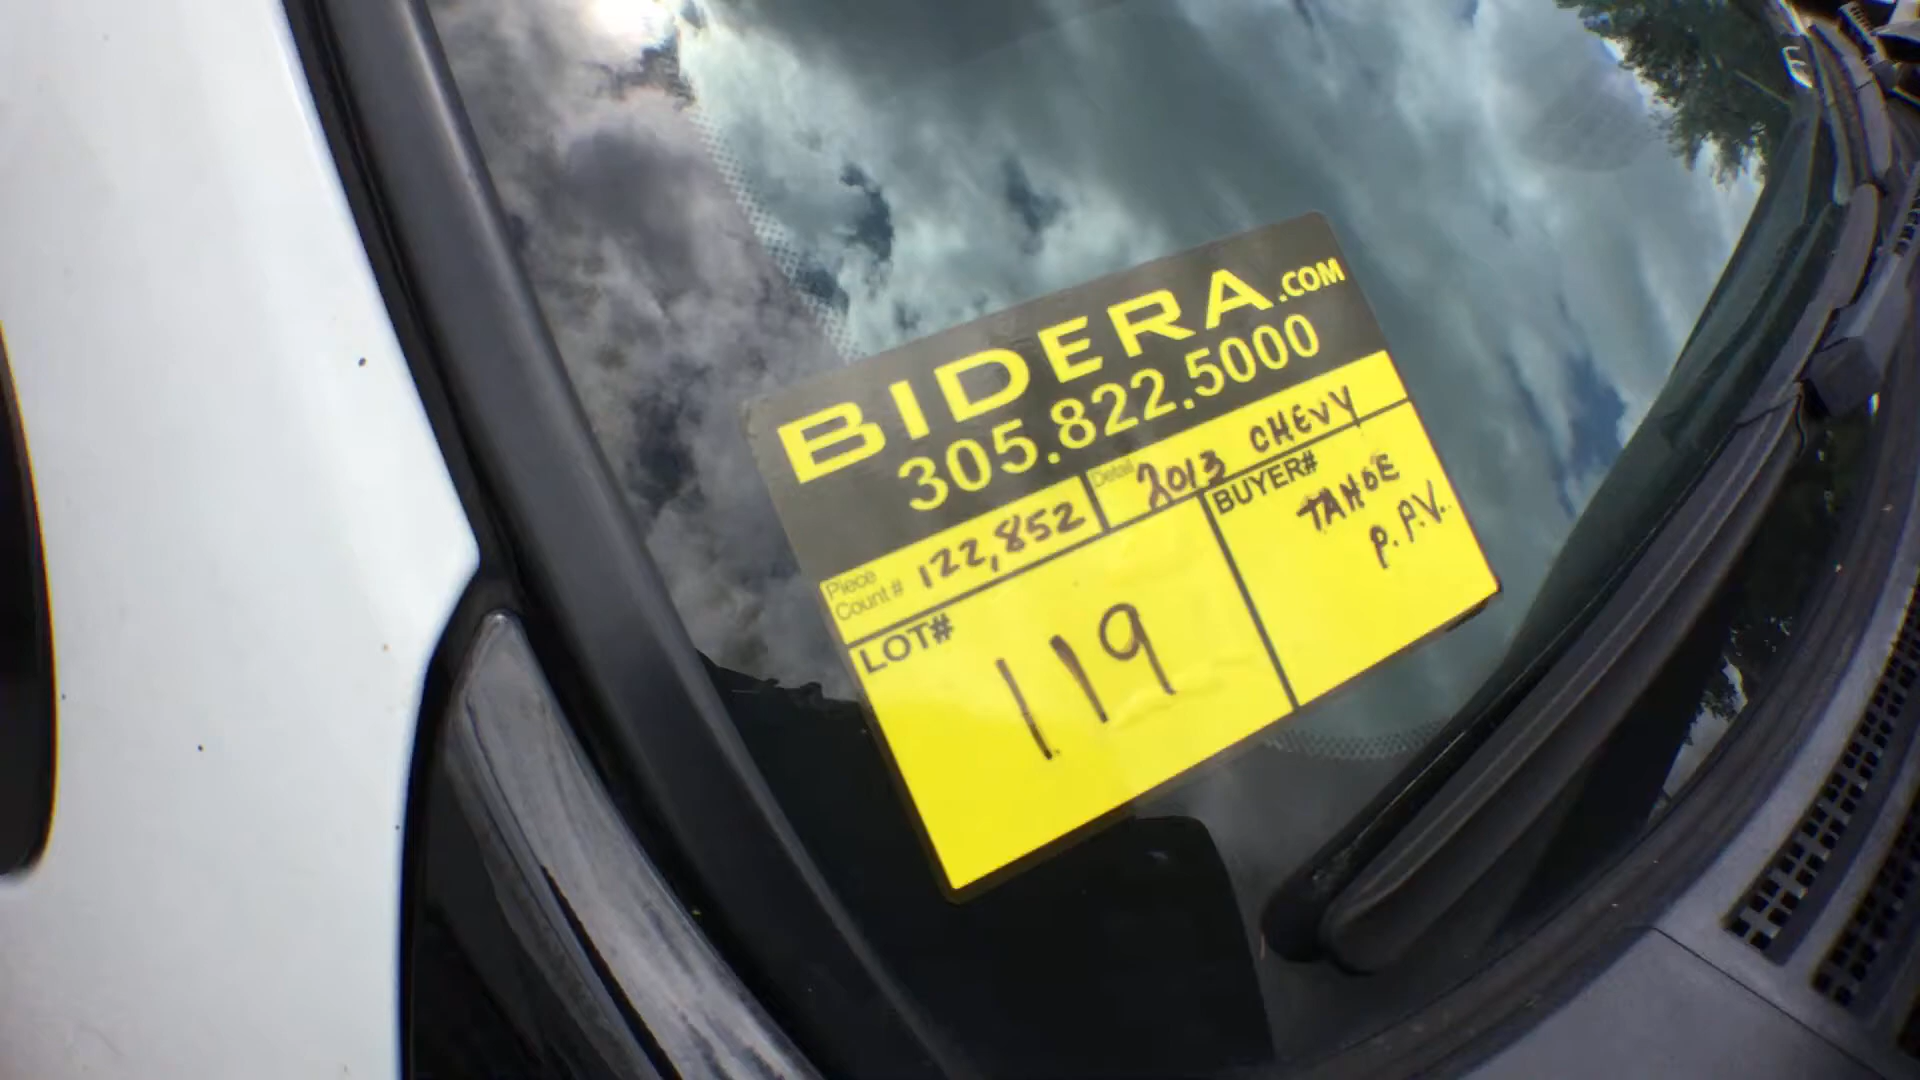 BIDERA.COM
305.822.5000
Piece Count # 122,852
Detail 2013 CHEVY
LOT# 119
BUYER# TAHOE
P.P.V.